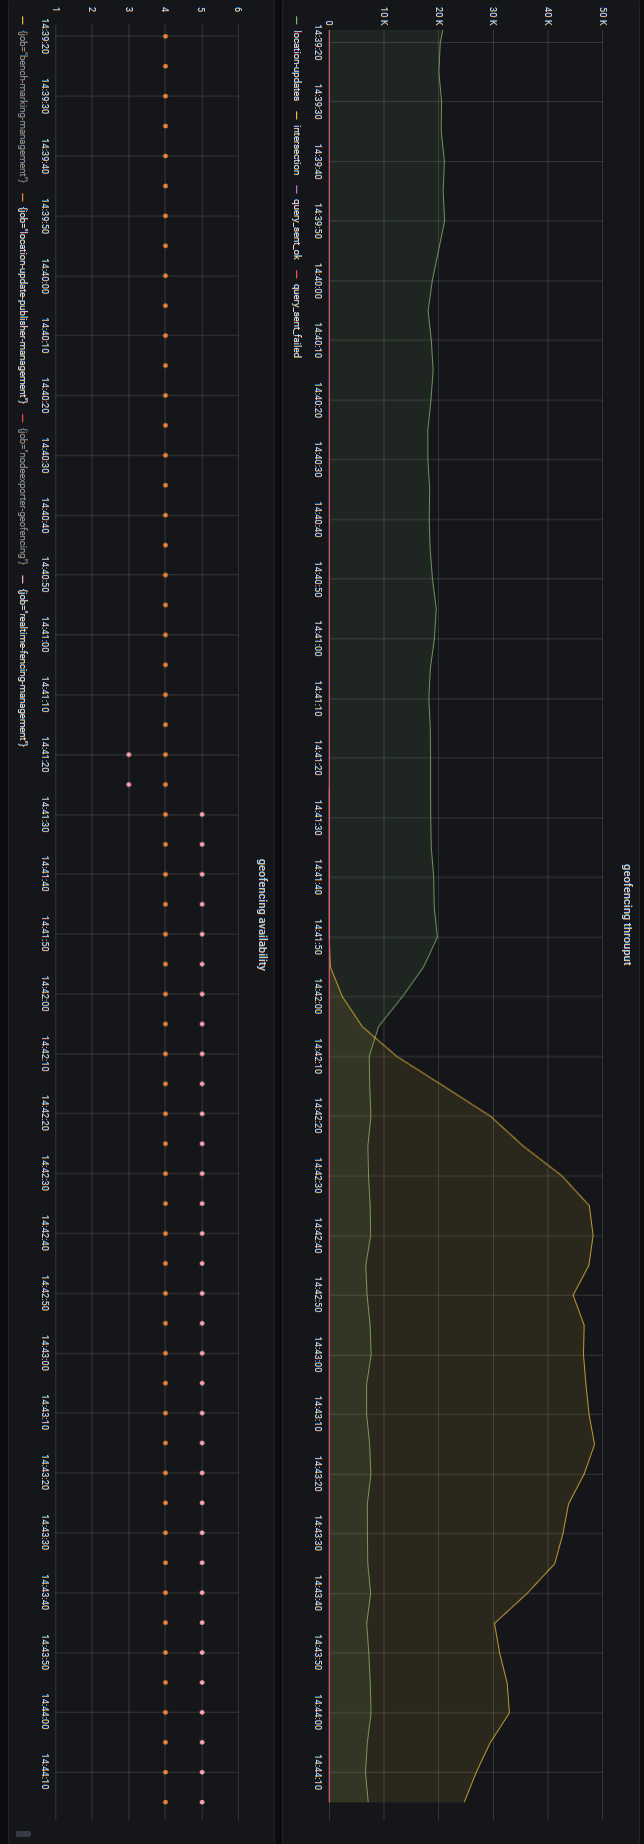 geofencing throuput
50 K
40 K
30 K
20 K
10 K
0
14:39:20 14:39:30 14:39:40 14:39:50 14:40:00 14:40:10 14:40:20 14:40:30 14:40:40 14:40:50 14:41:00 14:41:10 14:41:20 14:41:30 14:41:40 14:41:50 14:42:00 14:42:10 14:42:20 14:42:30 14:42:40 14:42:50 14:43:00 14:43:10 14:43:20 14:43:30 14:43:40 14:43:50 14:44:00 14:44:10
location-updates intersection query_sent_ok query_sent_failed
geofencing availability
6
5
4
3
2
1
14:39:20 14:39:30 14:39:40 14:39:50 14:40:00 14:40:10 14:40:20 14:40:30 14:40:40 14:40:50 14:41:00 14:41:10 14:41:20 14:41:30 14:41:40 14:41:50 14:42:00 14:42:10 14:42:20 14:42:30 14:42:40 14:42:50 14:43:00 14:43:10 14:43:20 14:43:30 14:43:40 14:43:50 14:44:00 14:44:10
{job="bench-marking-management"} {job="location-update-publisher-management"} {job="nodeexporter-geofencing"} {job="realtime-fencing-management"}